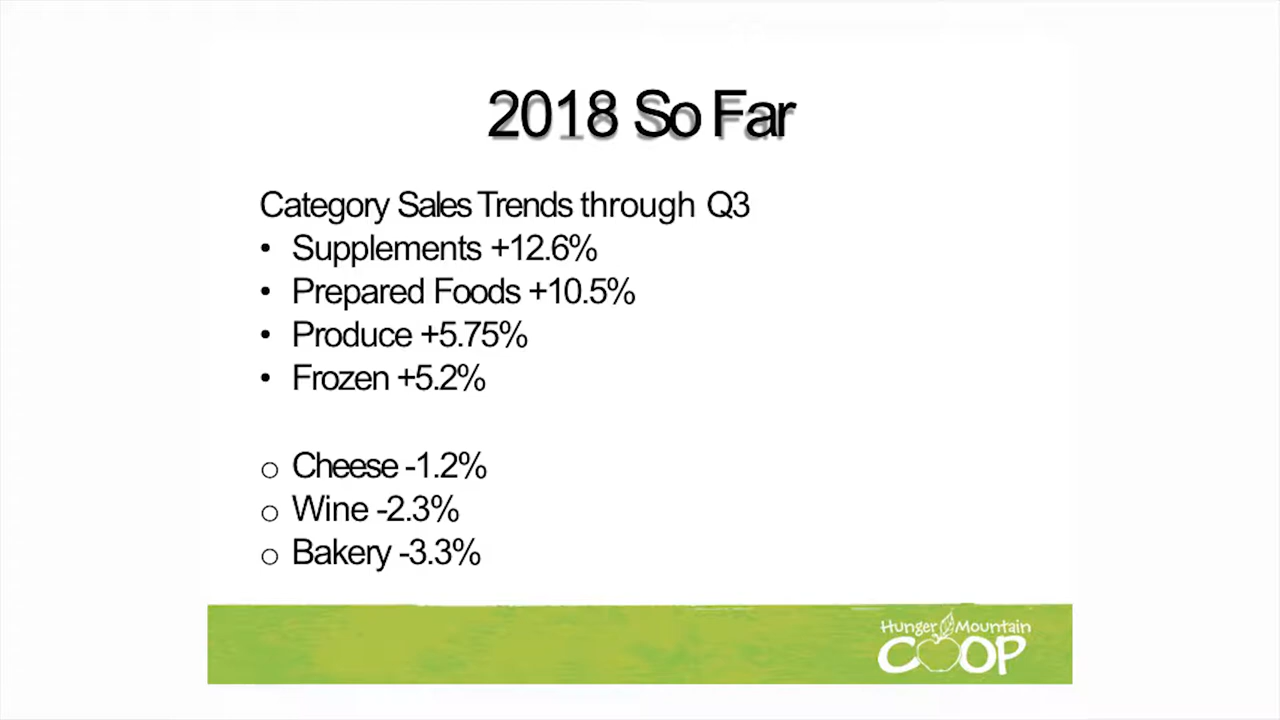 2018 So Far
Category Sales Trends through Q3
• Supplements +12.6%
• Prepared Foods +10.5%
• Produce +5.75%
• Frozen +5.2%
o Cheese -1.2%
o Wine -2.3%
o Bakery -3.3%
Hunger Mountain
COOP